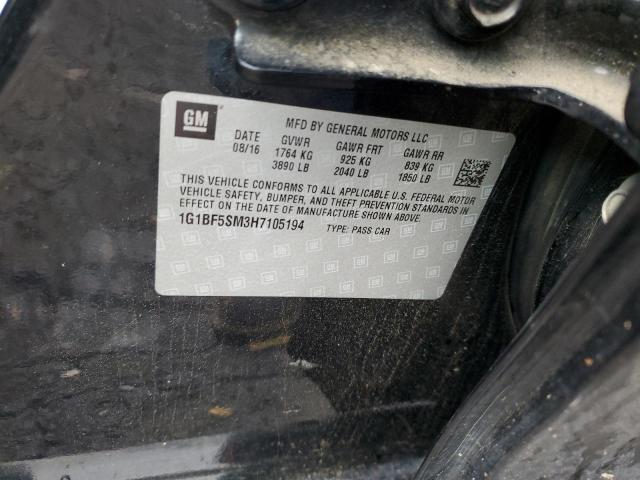 GM
MFD BY GENERAL MOTORS LLC
DATE GVWR GAWR FRT GAWR RR
08/16 1764 KG 925 KG 839 KG
3890 LB 2040 LB 1850 LB
THIS VEHICLE CONFORMS TO ALL APPLICABLE U.S. FEDERAL MOTOR
VEHICLE SAFETY, BUMPER, AND THEFT PREVENTION STANDARDS IN
EFFECT ON THE DATE OF MANUFACTURE SHOWN ABOVE.
1G1BF5SM3H7105194 TYPE: PASS CAR